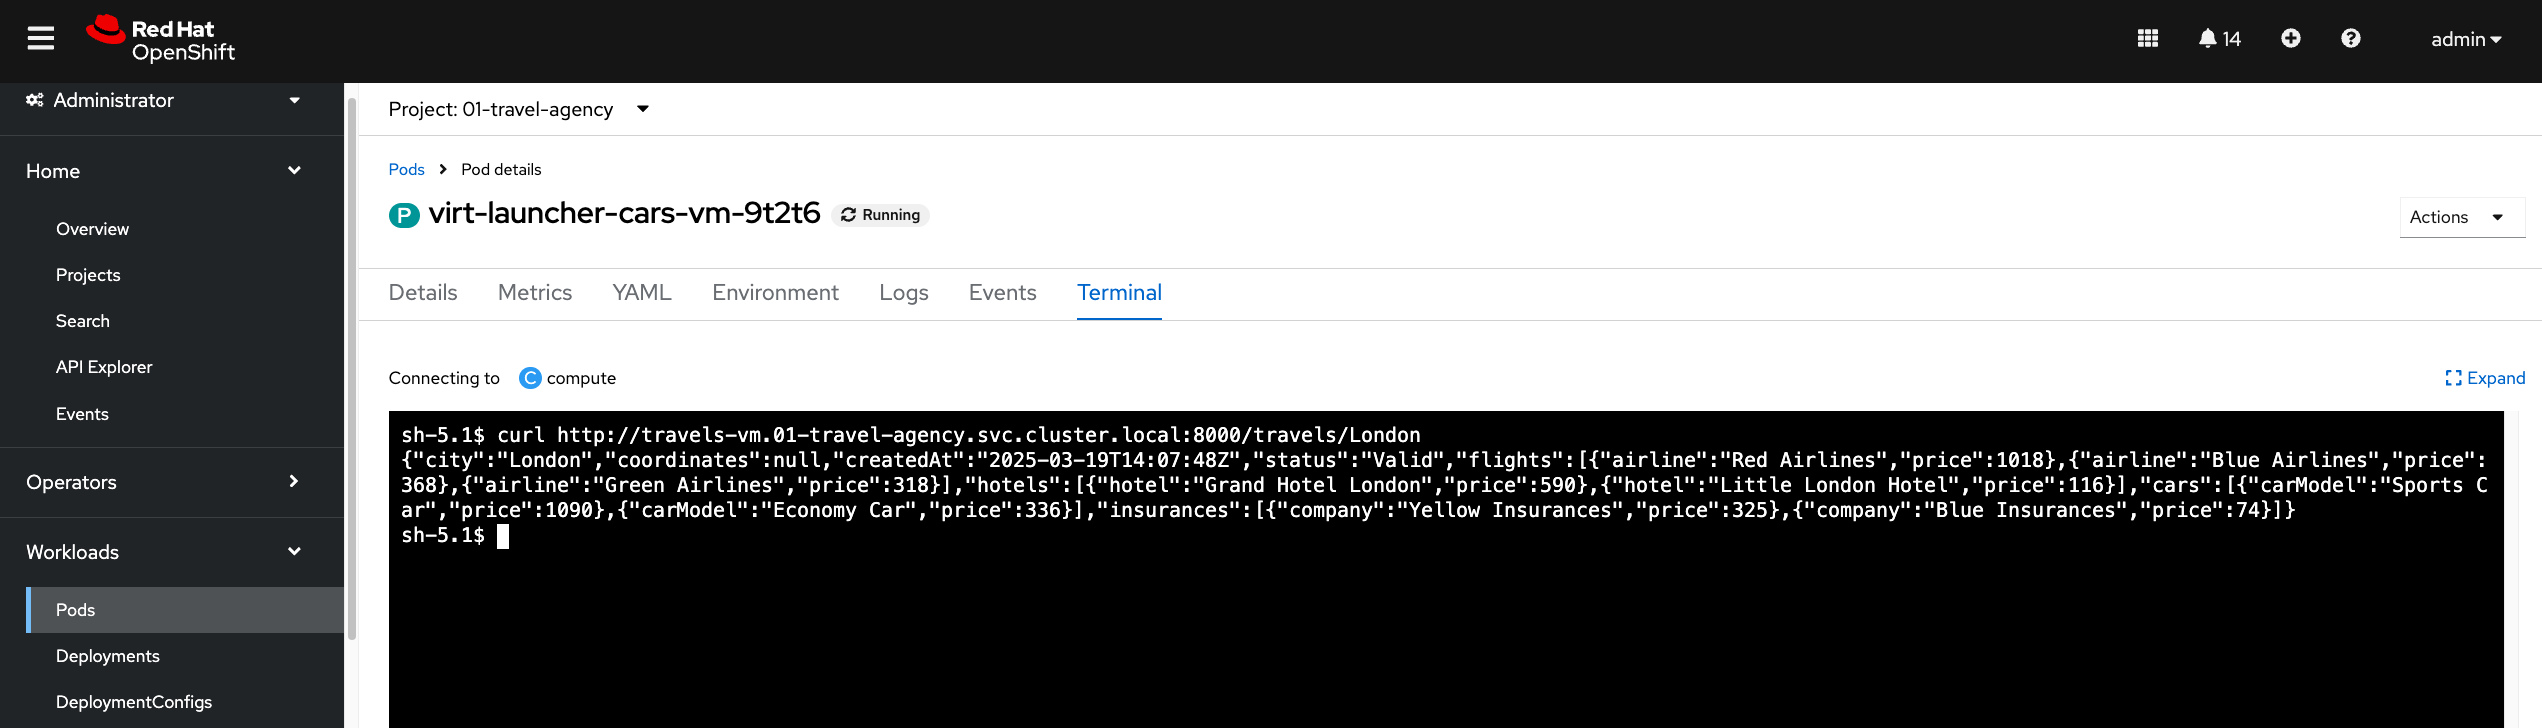 Red Hat
OpenShift
14
admin
Administrator
Project: 01-travel-agency
Home
Pods
Pod details
P virt-launcher-cars-vm-9t2t6 Running
Actions
Overview
Projects
Search
API Explorer
Events
Operators
Workloads
Pods
Deployments
DeploymentConfigs
Details Metrics YAML Environment Logs Events Terminal
Connecting to C compute
Expand
sh-5.1$ curl http://travels-vm.01-travel-agency.svc.cluster.local:8000/travels/London
{"city":"London","coordinates":null,"createdAt":"2025-03-19T14:07:48Z","status":"Valid","flights":[{"airline":"Red Airlines","price":1018},{"airline":"Blue Airlines","price":
368},{"airline":"Green Airlines","price":318}],"hotels":[{"hotel":"Grand Hotel London","price":590},{"hotel":"Little London Hotel","price":116}],"cars":[{"carModel":"Sports C
ar","price":1090},{"carModel":"Economy Car","price":336}],"insurances":[{"company":"Yellow Insurances","price":325},{"company":"Blue Insurances","price":74}]}
sh-5.1$